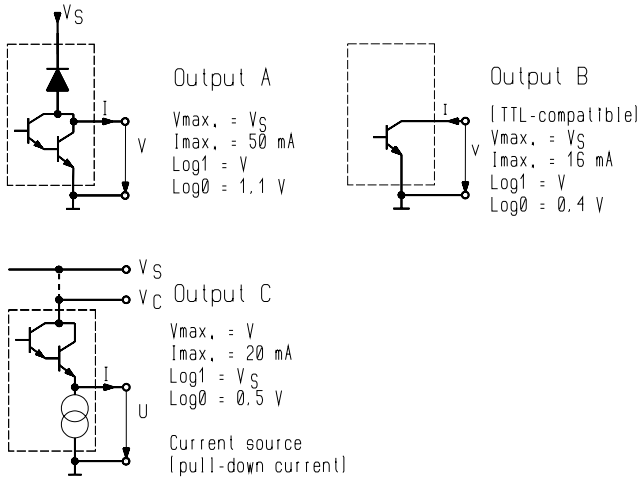 VS
Output A
I
V
Vmax. = VS
Imax. = 50 mA
Log1 = V
Log0 = 1,1 V
Output B
(TTL-compatible)
I
V
Vmax. = VS
Imax. = 16 mA
Log1 = V
Log0 = 0,4 V
VS
VC
Output C
I
U
Vmax. = V
Imax. = 20 mA
Log1 = VS
Log0 = 0,5 V
Current source
(pull-down current)